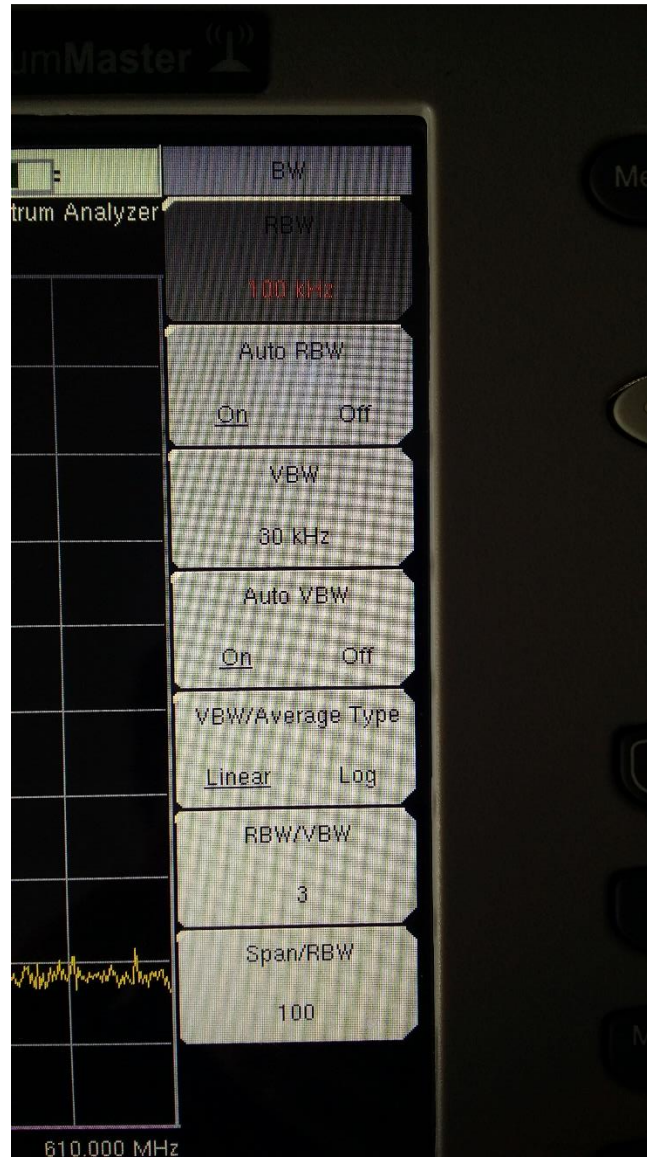 umMaster
BW
trum Analyzer
RBW
100 kHz
Auto RBW
On Off
VBW
30 kHz
Auto VBW
On Off
VBW/Average Type
Linear Log
RBW/VBW
3
Span/RBW
100
610.000 MHz
Me
M